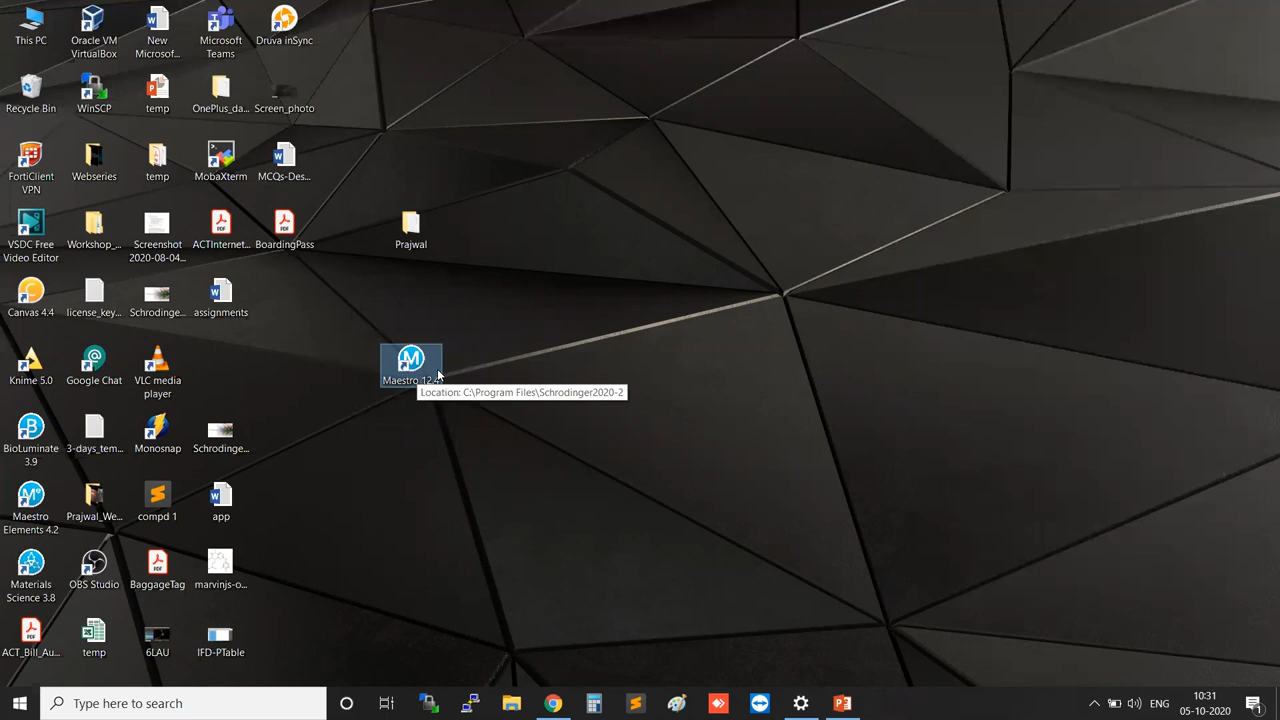 This PC
Oracle VM
VirtualBox
New
Microsof...
Microsoft
Teams
Druva inSync
Recycle Bin
WinSCP
temp
OnePlus_da...
Screen_photo
FortiClient
VPN
Webseries
temp
MobaXterm
MCQs-Des...
VSDC Free
Video Editor
Workshop_...
Screenshot
2020-08-04...
ACTInternet...
BoardingPass
Prajwal
Canvas 4.4
license_key...
Schrodinge...
assignments
Knime 5.0
Google Chat
VLC media
player
Maestro 12.4
Location: C:\Program Files\Schrodinger2020-2
BioLuminate
3.9
3-days_tem...
Monosnap
Schrodinge...
Maestro
Elements 4.2
Prajwal_We...
compd 1
app
Materials
Science 3.8
OBS Studio
BaggageTag
marvinjs-o...
ACT_Bill_Au...
temp
6LAU
IFD-PTable
Type here to search
ENG
10:31
05-10-2020
1